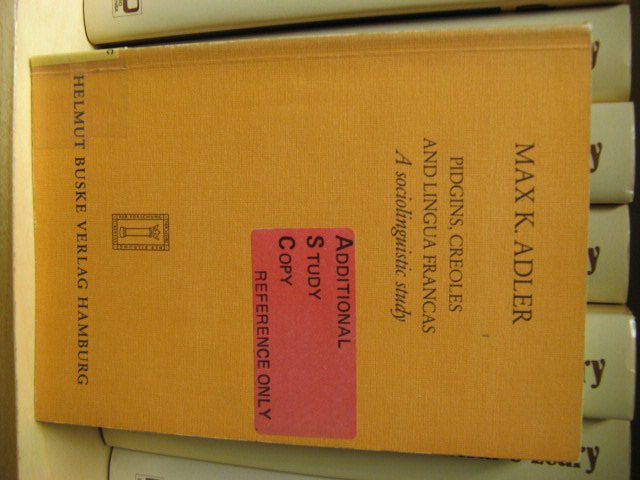 MAX K. ADLER
PIDGINS, CREOLES
AND LINGUA FRANCAS
A sociolinguistic study
ADDITIONAL
STUDY
COPY
REFERENCE ONLY
HELMUT BUSKE VERLAG HAMBURG